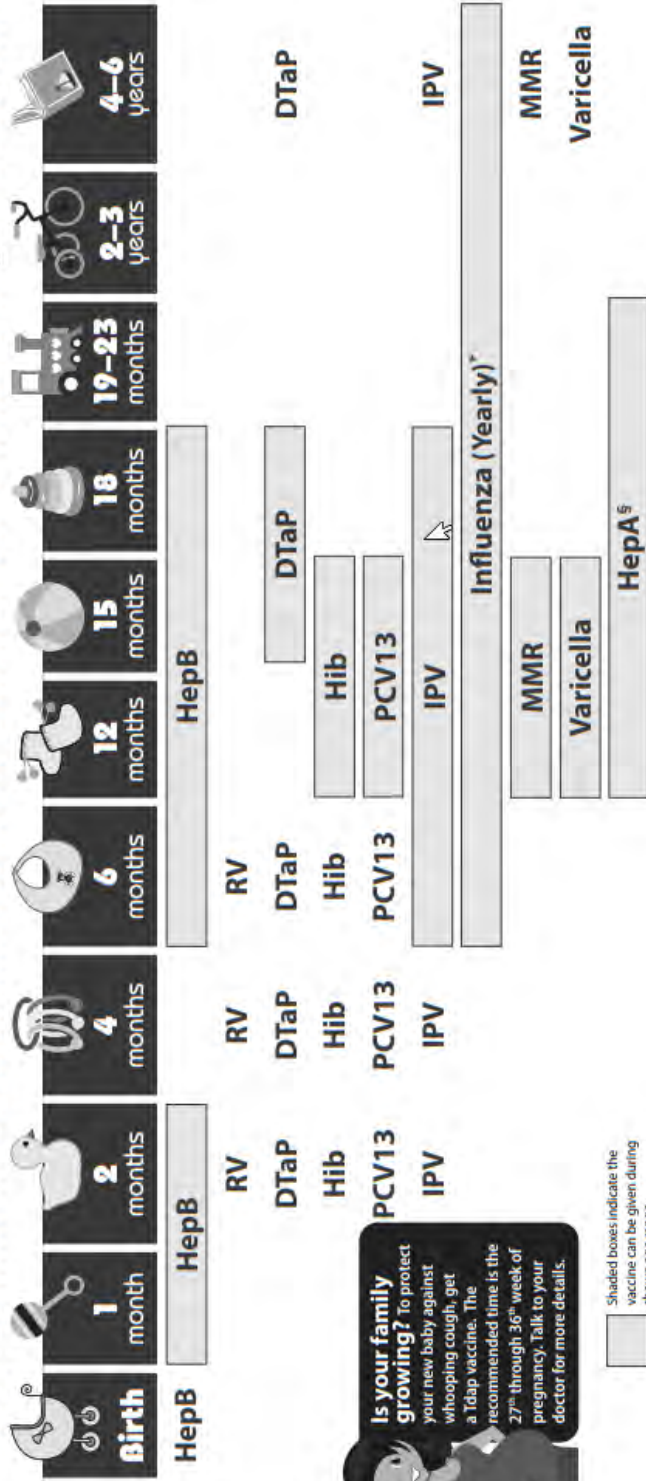 Birth
1
month
2
months
4
months
6
months
12
months
15
months
18
months
19–23
months
2–3
years
4–6
years
HepB
HepB
HepB
RV
RV
RV
DTaP
DTaP
DTaP
DTaP
DTaP
Hib
Hib
Hib
Hib
PCV13
PCV13
PCV13
PCV13
IPV
IPV
IPV
IPV
Influenza (Yearly)*
MMR
MMR
Varicella
Varicella
HepA§
Is your family
growing? To protect
your new baby against
whooping cough, get
a Tdap vaccine. The
recommended time is the
27th through 36th week of
pregnancy. Talk to your
doctor for more details.
Shaded boxes indicate the
vaccine can be given during